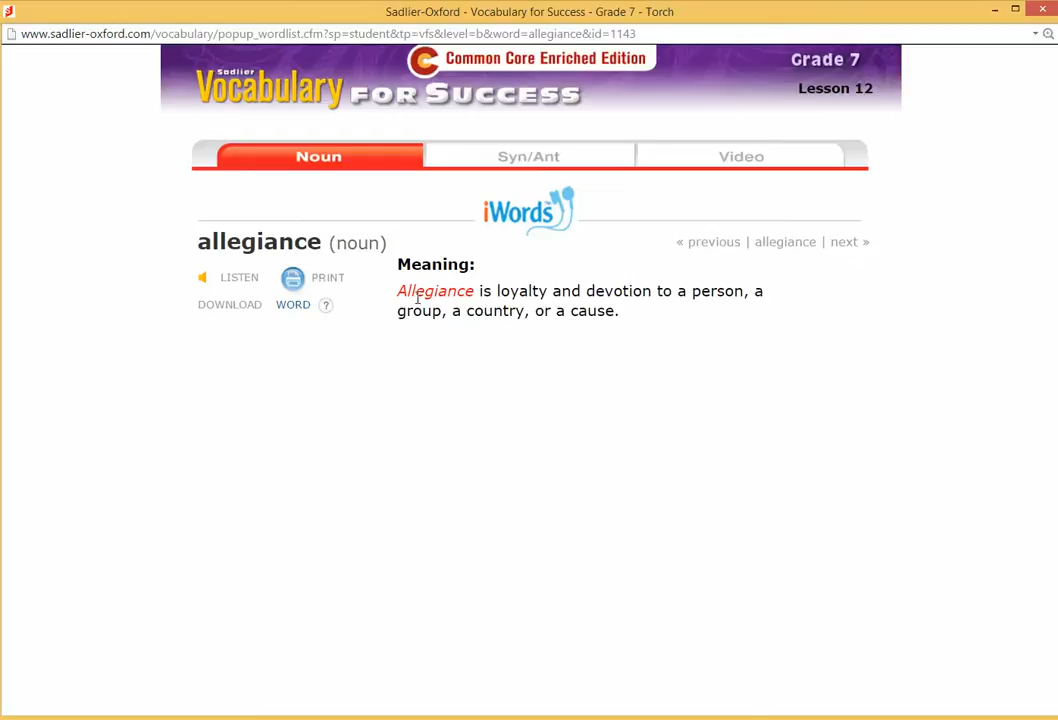 Sadlier-Oxford - Vocabulary for Success - Grade 7 - Torch
www.sadlier-oxford.com/vocabulary/popup_wordlist.cfm?sp=student&tp=vfs&level=b&word=allegiance&id=1143
C Common Core Enriched Edition
Grade 7
Sadlier
Vocabulary FOR SUCCESS
Lesson 12
Noun Syn/Ant Video
iWords
allegiance (noun)
« previous | allegiance | next »
Meaning:
LISTEN PRINT
Allegiance is loyalty and devotion to a person, a
DOWNLOAD WORD ?
group, a country, or a cause.